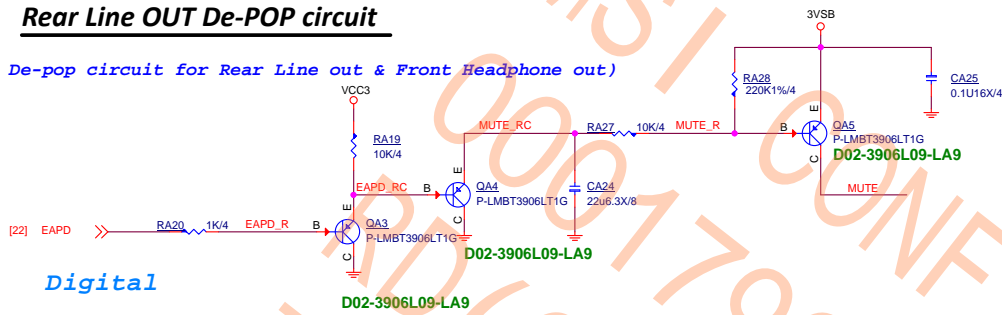 Rear Line OUT De-POP circuit
De-pop circuit for Rear Line out & Front Headphone out)
3VSB
VCC3
RA28
220K1%/4
CA25
0.1U16X/4
RA19
10K/4
MUTE_RC
RA27
10K/4
MUTE_R
B
E
C
QA5
P-LMBT3906LT1G
D02-3906L09-LA9
MUTE
EAPD_RC
B
E
C
QA4
P-LMBT3906LT1G
D02-3906L09-LA9
CA24
22u6.3X/8
[22]
EAPD
RA20
1K/4
EAPD_R
B
E
C
QA3
P-LMBT3906LT1G
D02-3906L09-LA9
Digital
MSI CONF
000179